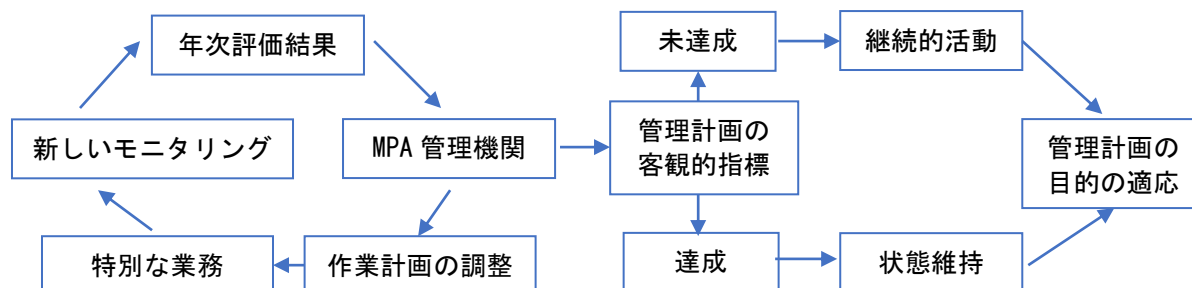 年次評価結果
未達成
継続的活動
新しいモニタリング
MPA 管理機関
管理計画の
客観的指標
管理計画の
目的の適応
特別な業務
作業計画の調整
達成
状態維持